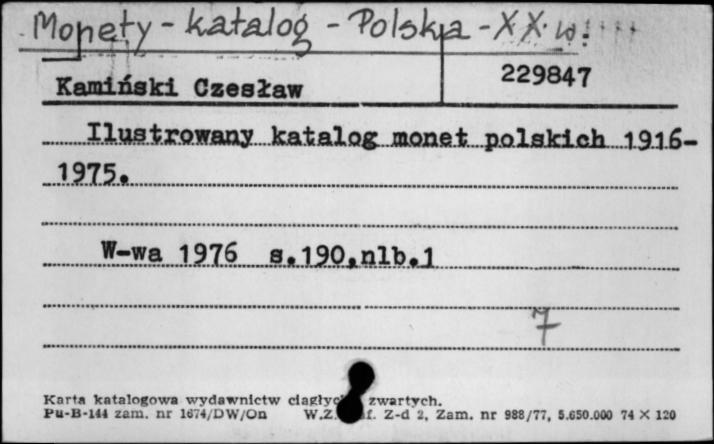 Monety - katalog - Polska - XX w.
Kamiński Czesław 229847
Ilustrowany katalog monet polskich 1916-
1975.
W-wa 1976 s.190,nlb.1
7
Karta katalogowa wydawnictw zwartych.
Pu-B-144 zam. nr 1674/DW/On Z-d 2, Zam. nr 988/77, 5.650.000 74 X 120